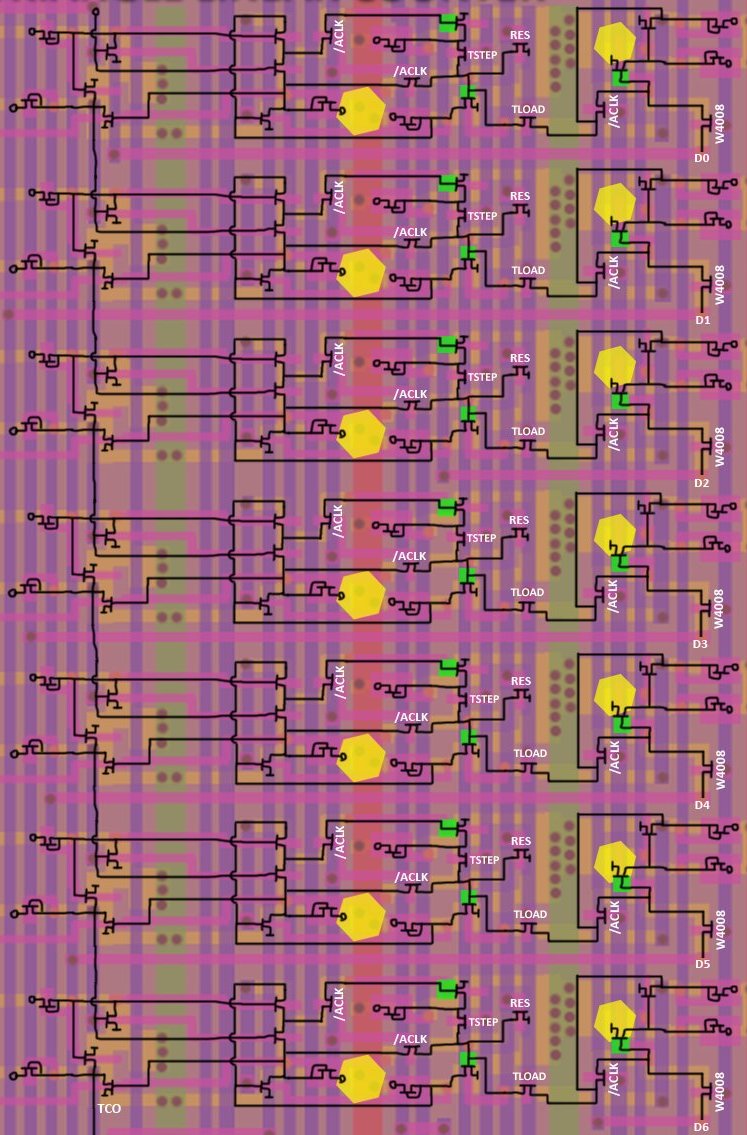 /ACLK
RES
TSTEP
/ACLK
TLOAD
/ACLK
W4008
D0
/ACLK
RES
TSTEP
/ACLK
TLOAD
/ACLK
W4008
D1
/ACLK
RES
TSTEP
/ACLK
TLOAD
/ACLK
W4008
D2
/ACLK
RES
TSTEP
/ACLK
TLOAD
/ACLK
W4008
D3
/ACLK
RES
TSTEP
/ACLK
TLOAD
/ACLK
W4008
D4
/ACLK
RES
TSTEP
/ACLK
TLOAD
/ACLK
W4008
D5
/ACLK
RES
TSTEP
/ACLK
TLOAD
/ACLK
W4008
TCO
D6